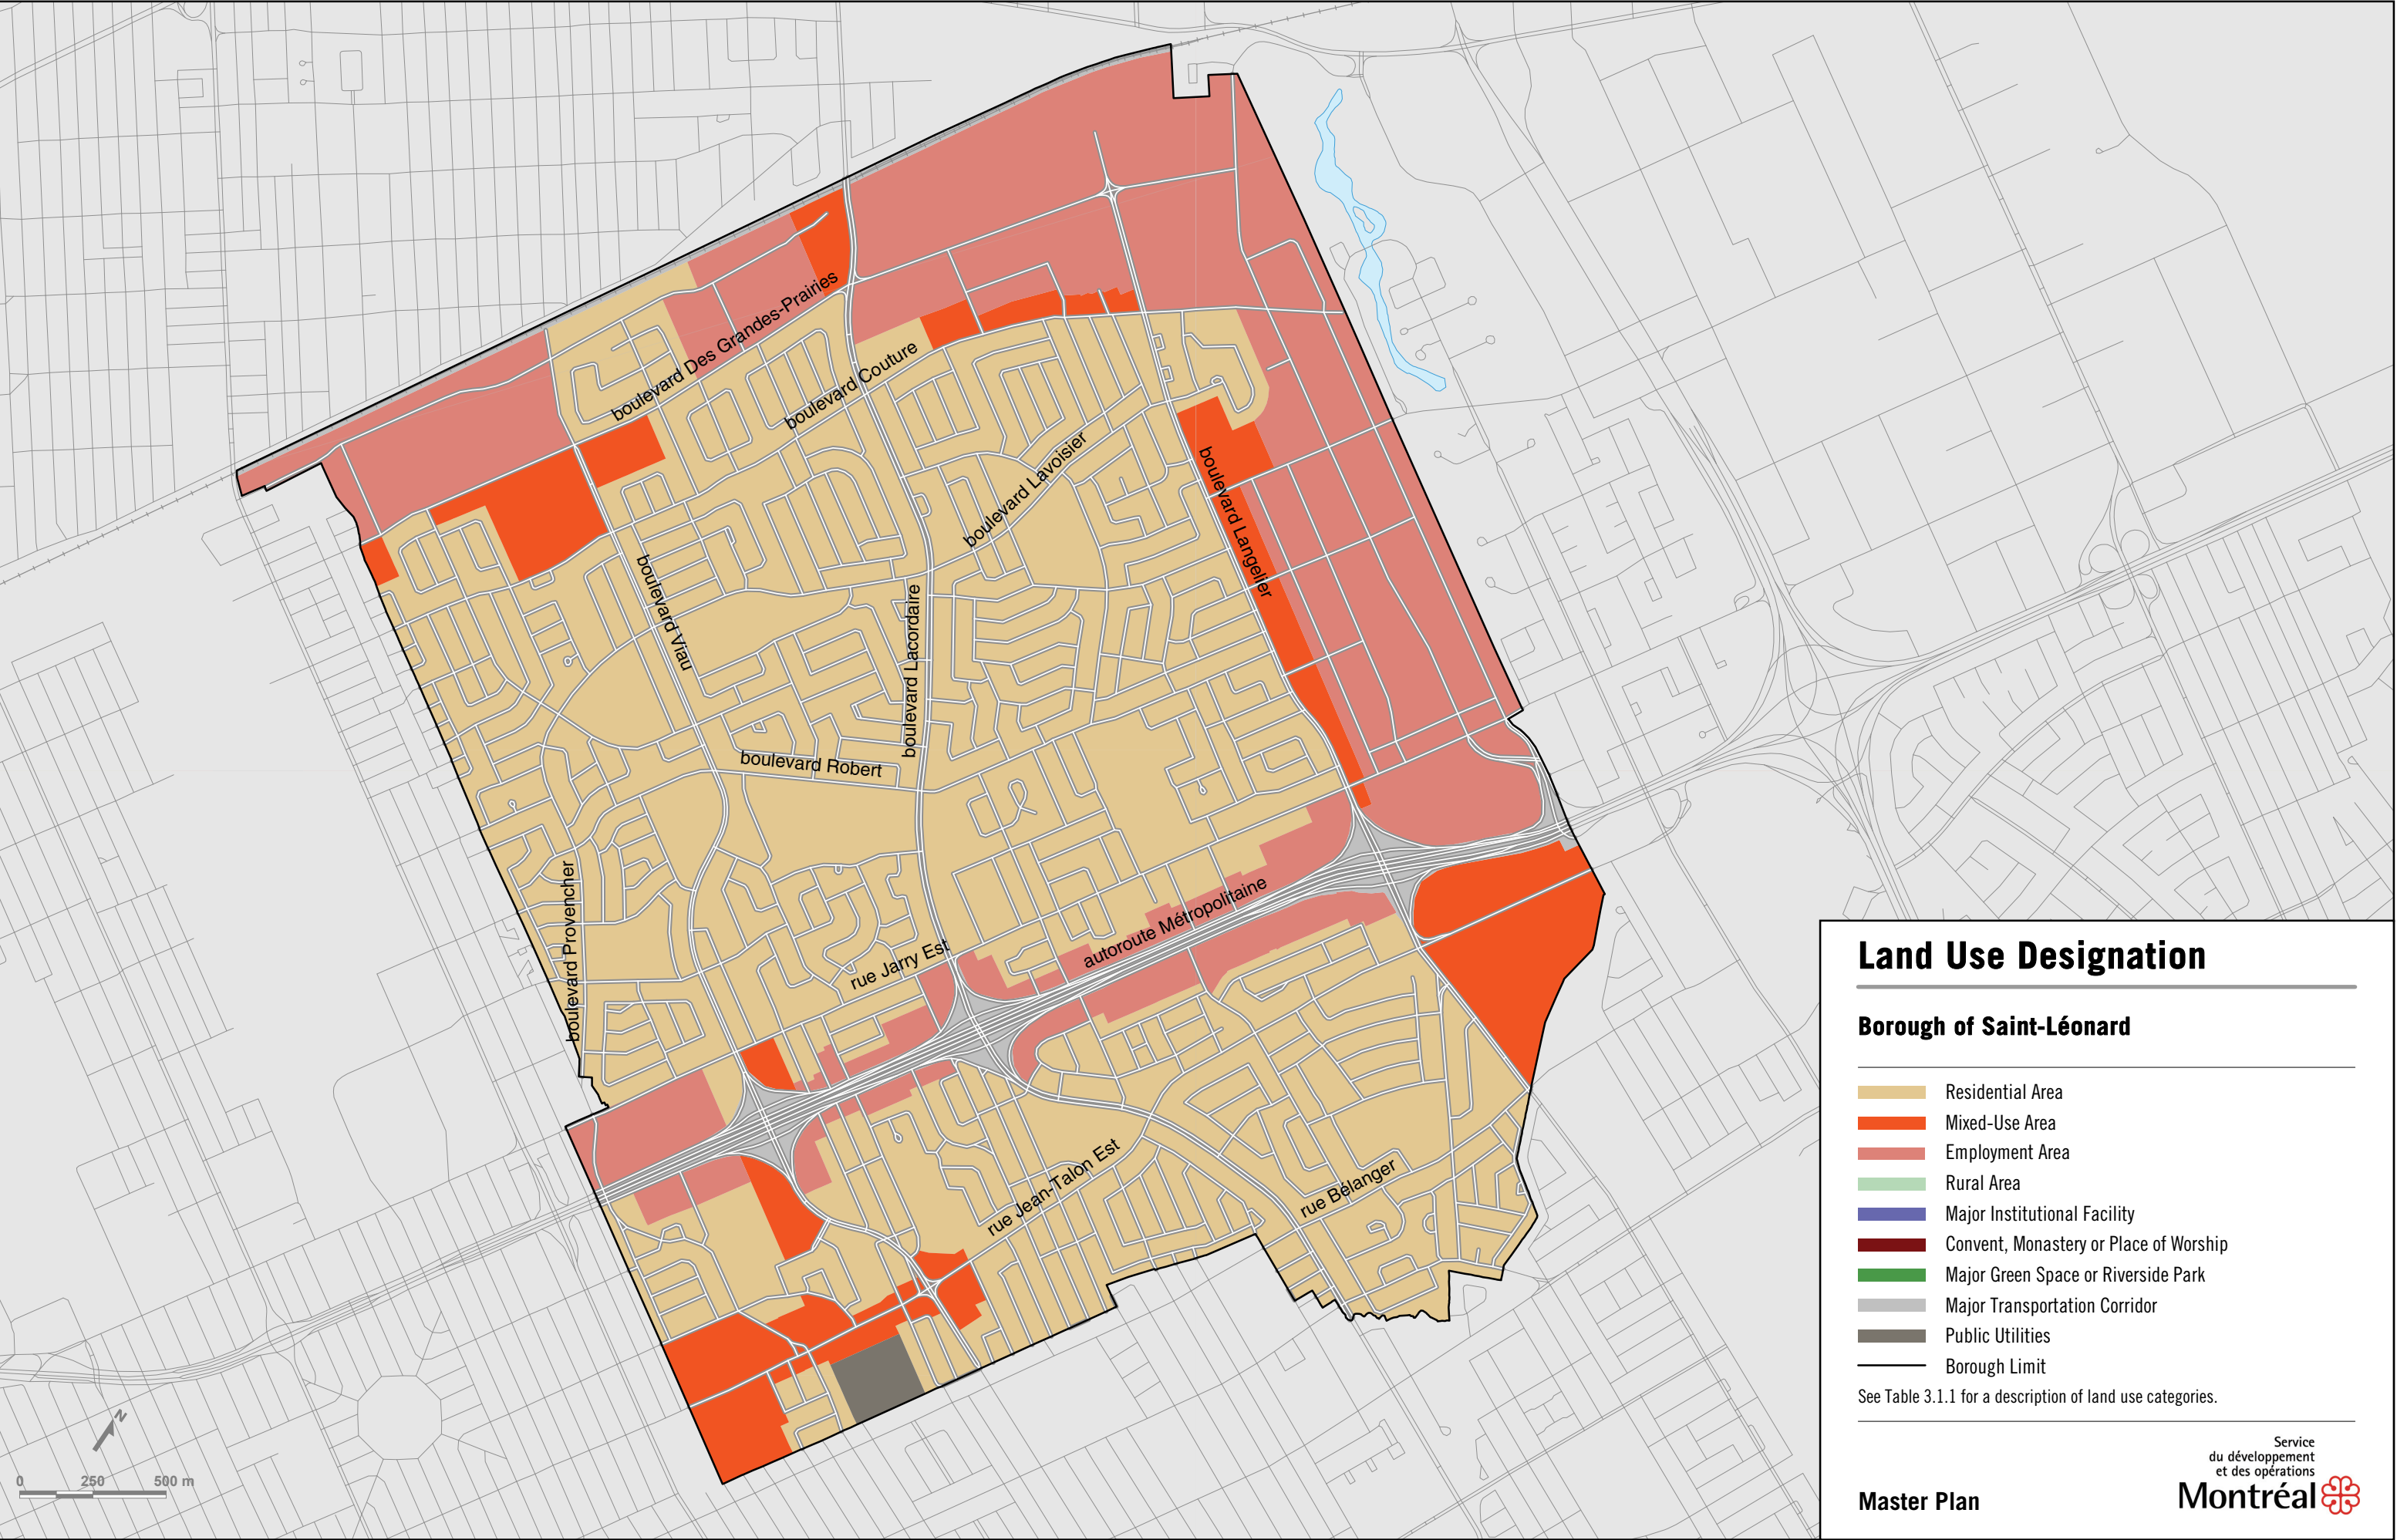 boulevard Des Grandes-Prairies
boulevard Couture
boulevard Lavoisier
boulevard Langelier
boulevard Viau
boulevard Lacordaire
boulevard Robert
boulevard Provencher
autoroute Métropolitaine
rue Jarry Est
rue Jean-Talon Est
rue Bélanger
N
0 250 500 m
Land Use Designation
Borough of Saint-Léonard
Residential Area
Mixed-Use Area
Employment Area
Rural Area
Major Institutional Facility
Convent, Monastery or Place of Worship
Major Green Space or Riverside Park
Major Transportation Corridor
Public Utilities
Borough Limit
See Table 3.1.1 for a description of land use categories.
Service
du développement
et des opérations
Montréal
Master Plan